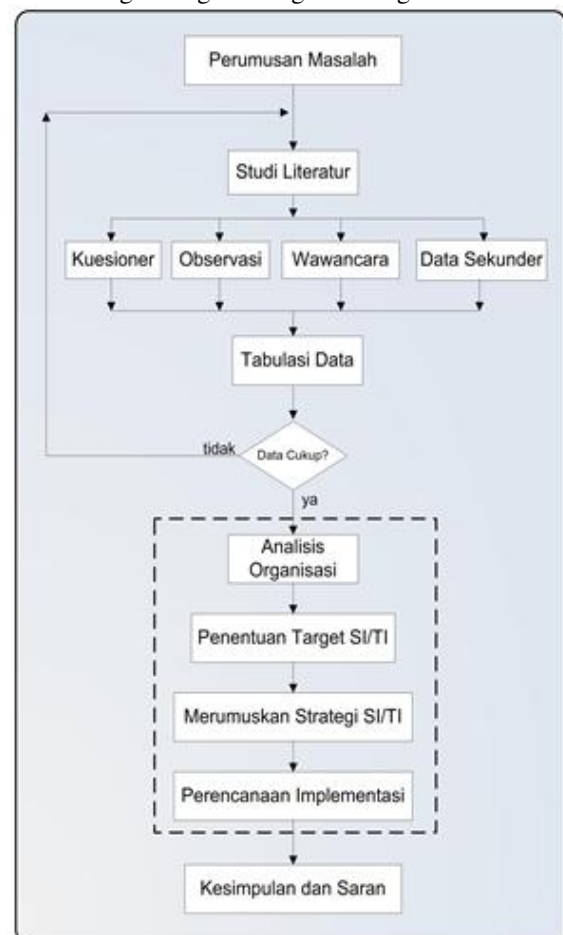 Perumusan Masalah
Studi Literatur
Kuesioner
Observasi
Wawancara
Data Sekunder
Tabulasi Data
tidak
Data Cukup?
ya
Analisis
Organisasi
Penentuan Target SI/TI
Merumuskan Strategi SI/TI
Perencanaan Implementasi
Kesimpulan dan Saran